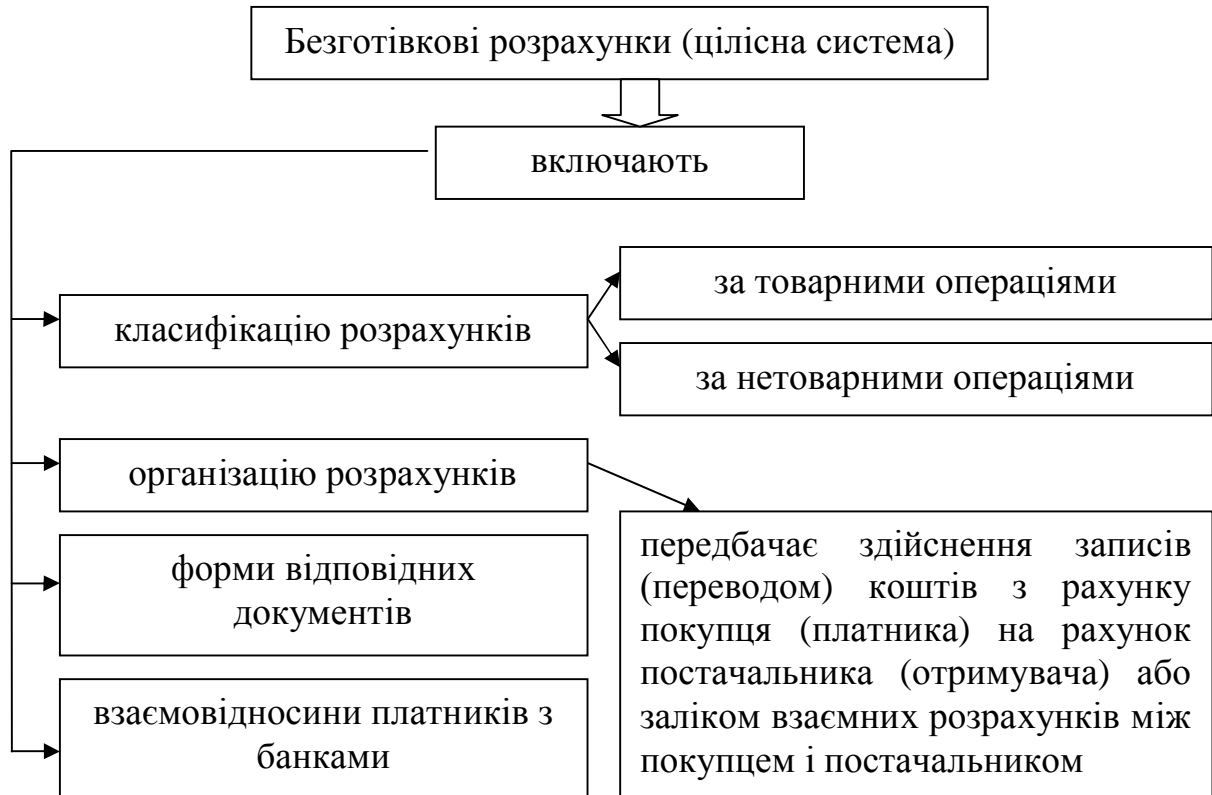 Безготівкові розрахунки (цілісна система)
включають
за товарними операціями
класифікацію розрахунків
за нетоварними операціями
організацію розрахунків
форми відповідних
документів
передбачає здійснення записів
(переводом) коштів з рахунку
покупця (платника) на рахунок
постачальника (отримувача) або
заліком взаємних розрахунків між
покупцем і постачальником
взаємовідносини платників з
банками